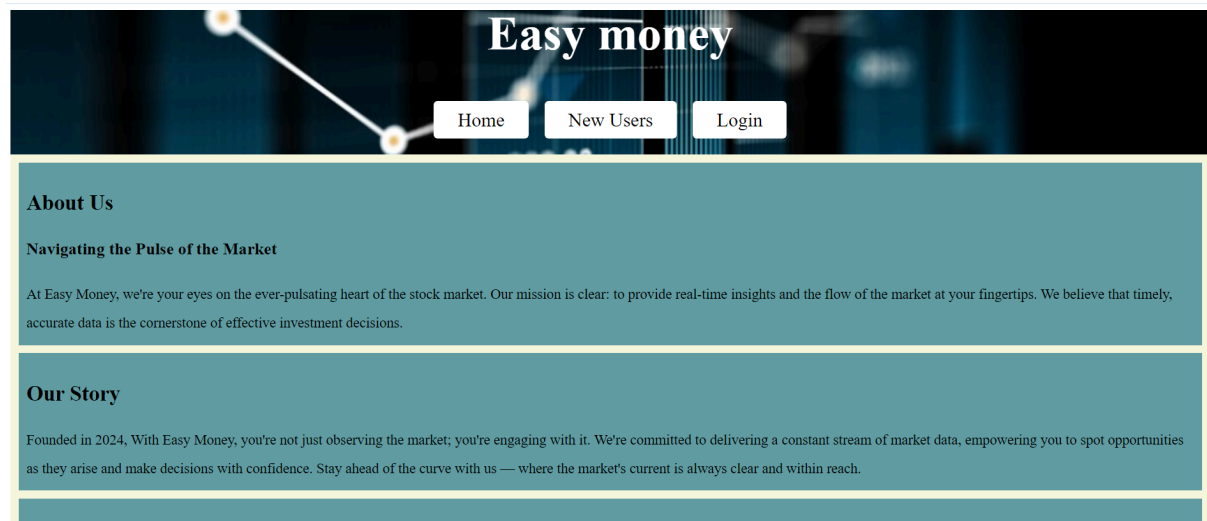 Easy money
Home New Users Login
About Us
Navigating the Pulse of the Market
At Easy Money, we're your eyes on the ever-pulsating heart of the stock market. Our mission is clear: to provide real-time insights and the flow of the market at your fingertips. We believe that timely,
accurate data is the cornerstone of effective investment decisions.
Our Story
Founded in 2024, With Easy Money, you're not just observing the market; you're engaging with it. We're committed to delivering a constant stream of market data, empowering you to spot opportunities
as they arise and make decisions with confidence. Stay ahead of the curve with us — where the market's current is always clear and within reach.